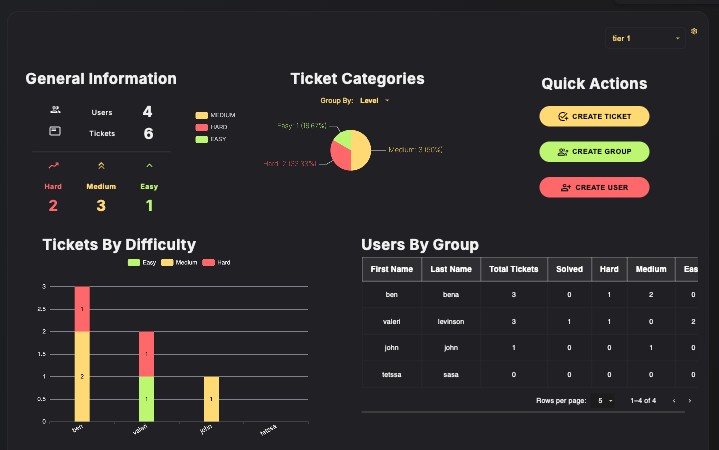 tier 1
General Information
Users 4
Tickets 6
Hard Medium Easy
2 3 1
MEDIUM
HARD
EASY
Ticket Categories
Group By: Level
Easy: 1 (16.67%)
Medium: 3 (50%)
Hard: 2 (33.33%)
Quick Actions
CREATE TICKET
CREATE GROUP
CREATE USER
Tickets By Difficulty
Easy Medium Hard
3
2.5
2
1.5
1
0.5
0
1
2
1
1
1
ben valeri john tetssa
Users By Group
First Name Last Name Total Tickets Solved Hard Medium Eas
ben bena 3 0 1 2 0
valeri levinson 3 1 1 0 2
john john 1 0 0 1 0
tetssa sasa 0 0 0 0 0
Rows per page: 5 1–4 of 4